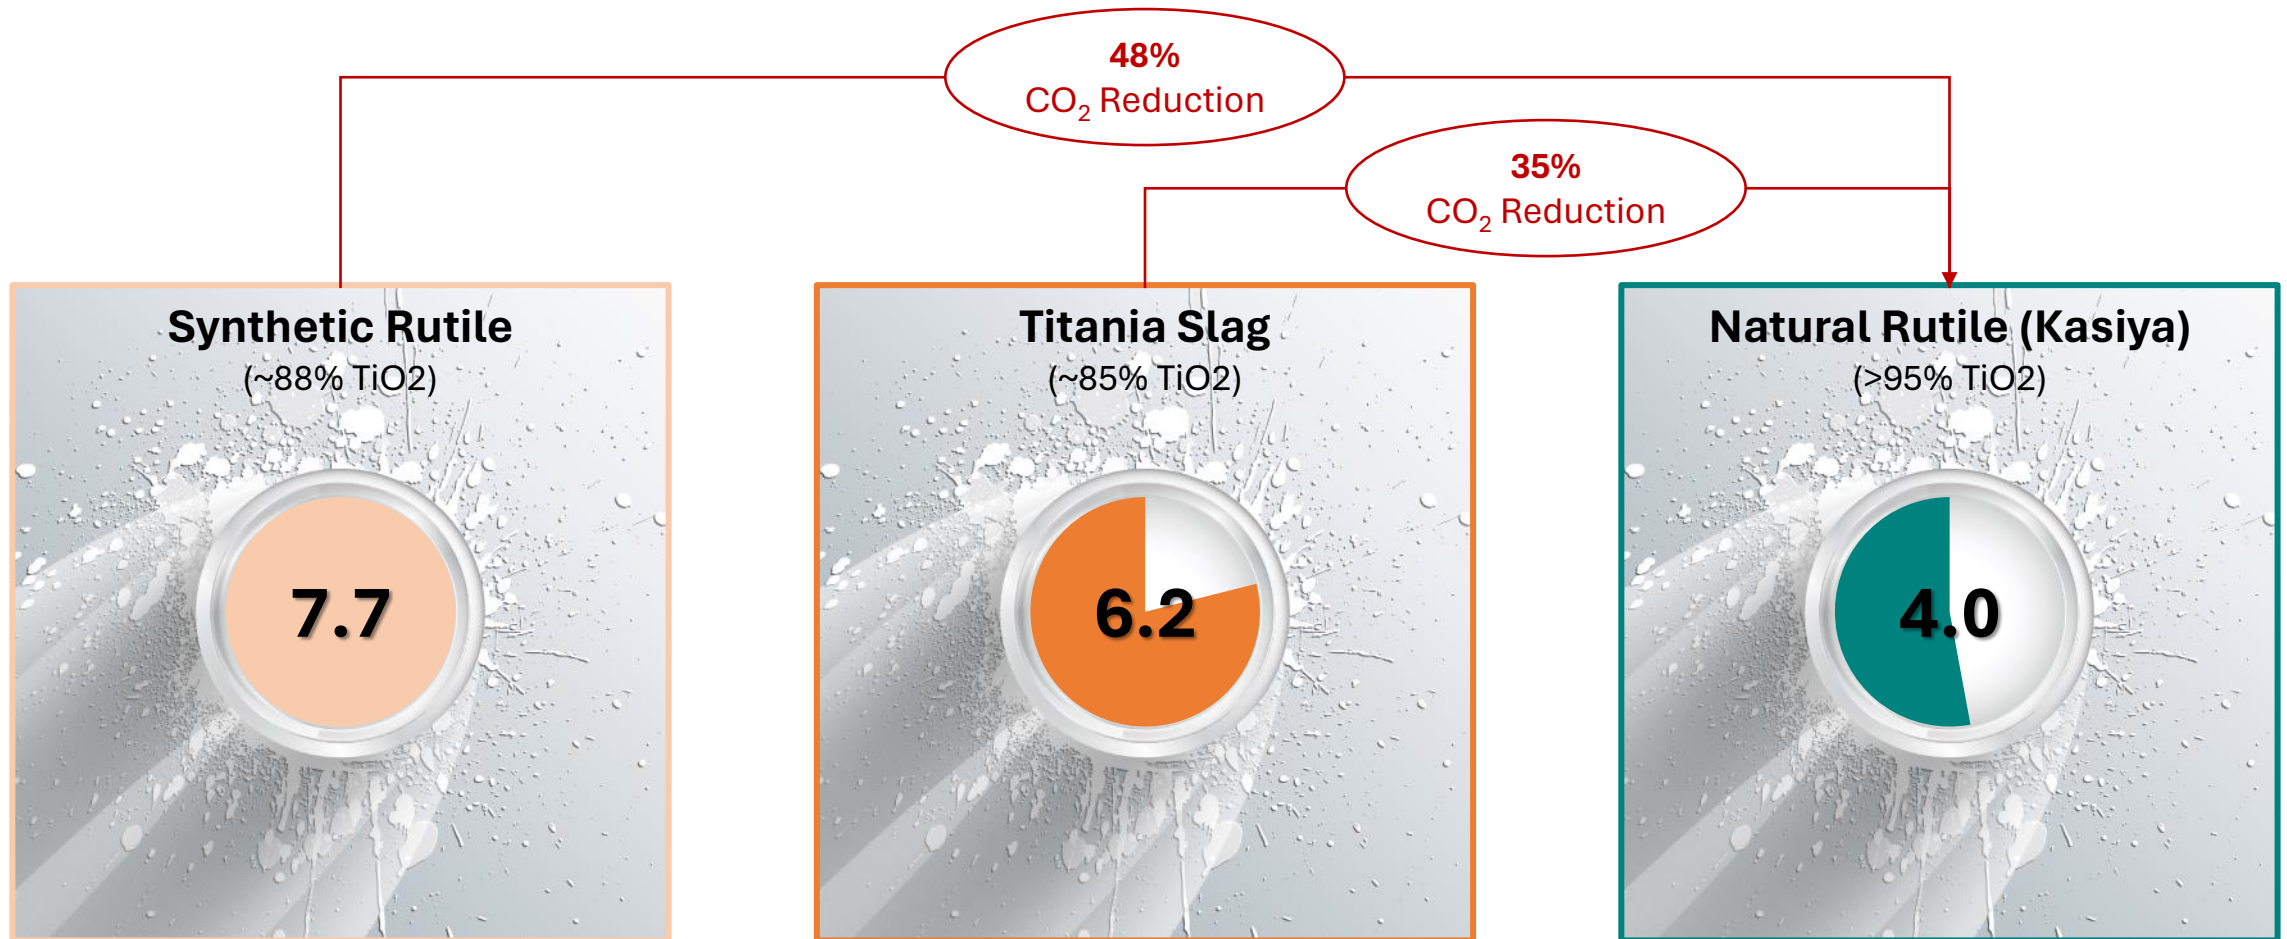 48%
CO₂ Reduction
35%
CO₂ Reduction
Synthetic Rutile
(~88% TiO2)
7.7
Titania Slag
(~85% TiO2)
6.2
Natural Rutile (Kasiya)
(>95% TiO2)
4.0